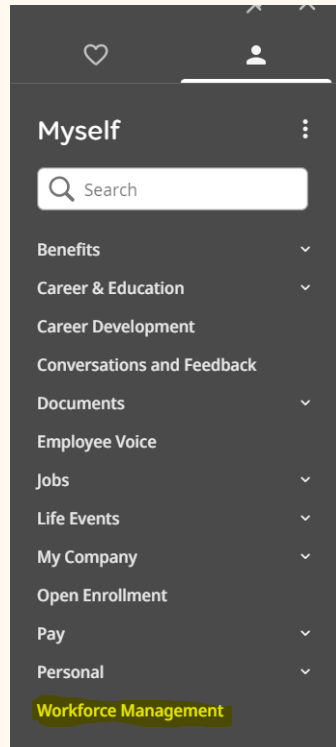 Myself
Search
Benefits
Career & Education
Career Development
Conversations and Feedback
Documents
Employee Voice
Jobs
Life Events
My Company
Open Enrollment
Pay
Personal
Workforce Management